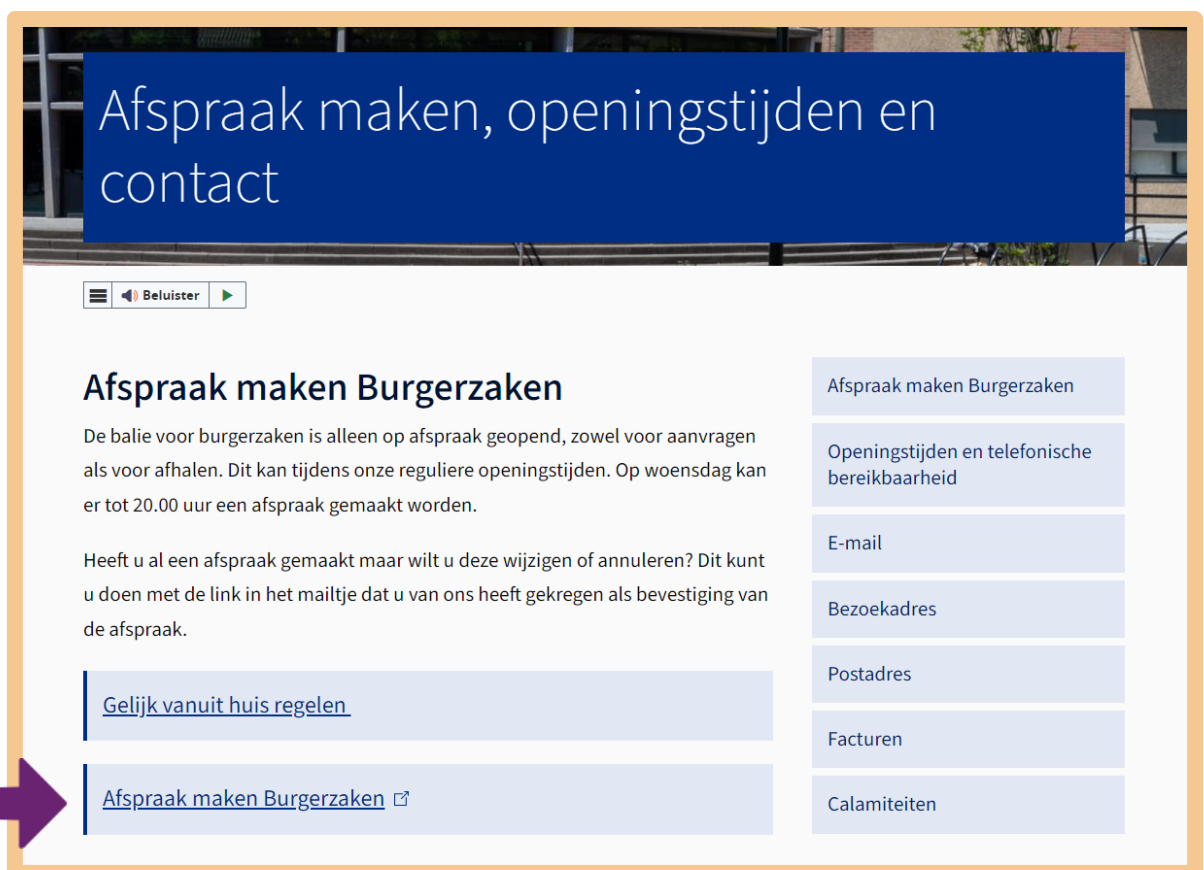 Afspraak maken, openingstijden en
contact
Beluister
Afspraak maken Burgerzaken
De balie voor burgerzaken is alleen op afspraak geopend, zowel voor aanvragen
als voor afhalen. Dit kan tijdens onze reguliere openingstijden. Op woensdag kan
er tot 20.00 uur een afspraak gemaakt worden.
Heeft u al een afspraak gemaakt maar wilt u deze wijzigen of annuleren? Dit kunt
u doen met de link in het mailtje dat u van ons heeft gekregen als bevestiging van
de afspraak.
Gelijk vanuit huis regelen
Afspraak maken Burgerzaken
Afspraak maken Burgerzaken
Openingstijden en telefonische
bereikbaarheid
E-mail
Bezoekadres
Postadres
Facturen
Calamiteiten